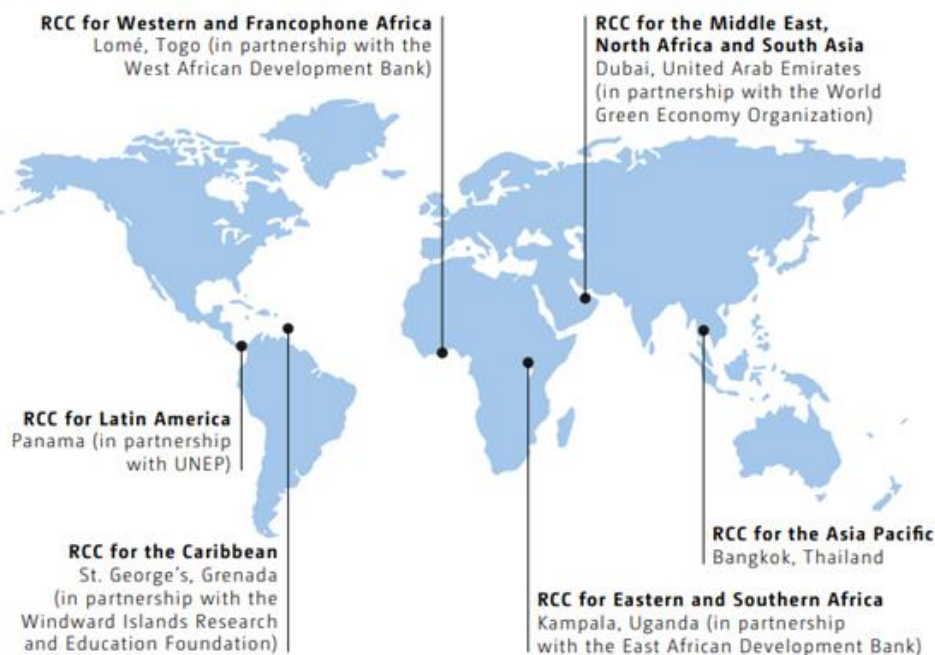 RCC for Western and Francophone Africa
Lomé, Togo (in partnership with the
West African Development Bank)
RCC for the Middle East,
North Africa and South Asia
Dubai, United Arab Emirates
(in partnership with the World
Green Economy Organization)
RCC for Latin America
Panama (in partnership
with UNEP)
RCC for the Caribbean
St. George's, Grenada
(in partnership with the
Windward Islands Research
and Education Foundation)
RCC for the Asia Pacific
Bangkok, Thailand
RCC for Eastern and Southern Africa
Kampala, Uganda (in partnership
with the East African Development Bank)